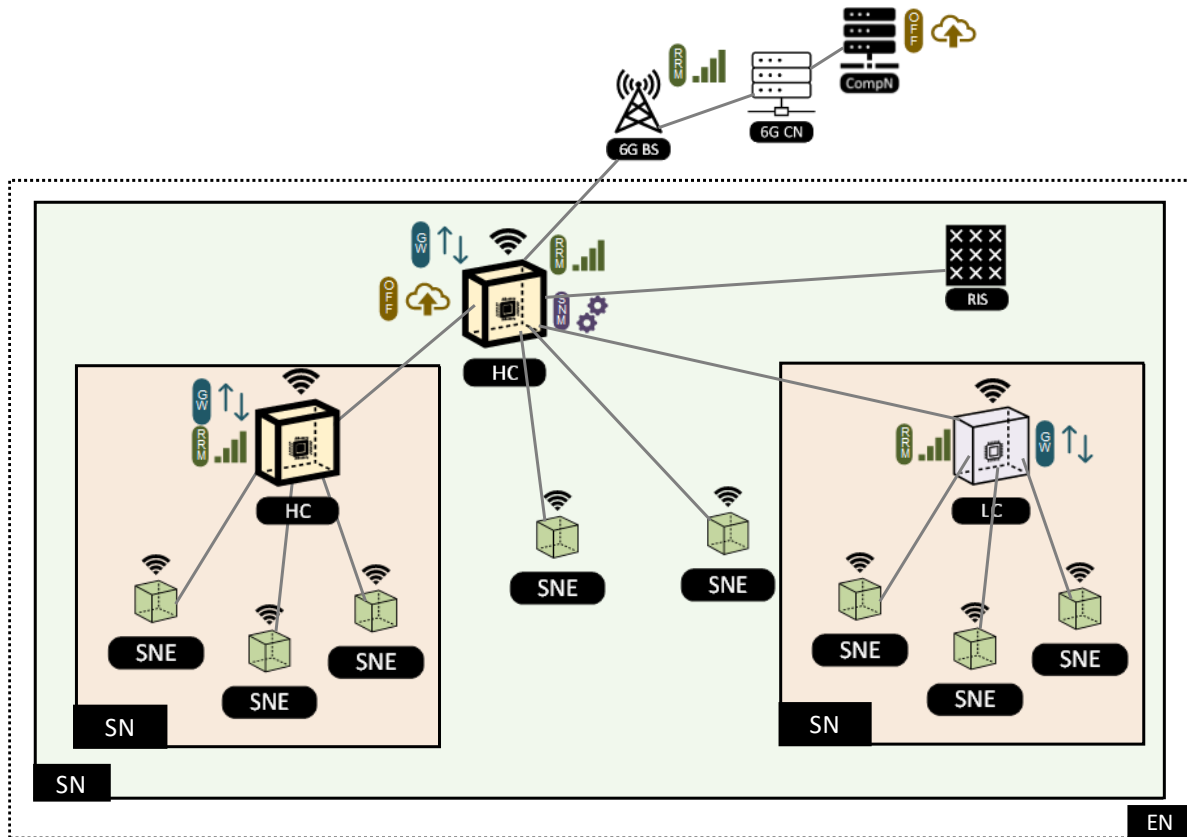 OFF
RRM
CompN
6G CN
6G BS
GW
RRM
OFF
SNM
RIS
HC
GW
RRM
HC
RRM
GW
LC
SNE
SNE
SNE
SNE
SNE
SNE
SNE
SNE
SN
SN
SN
EN